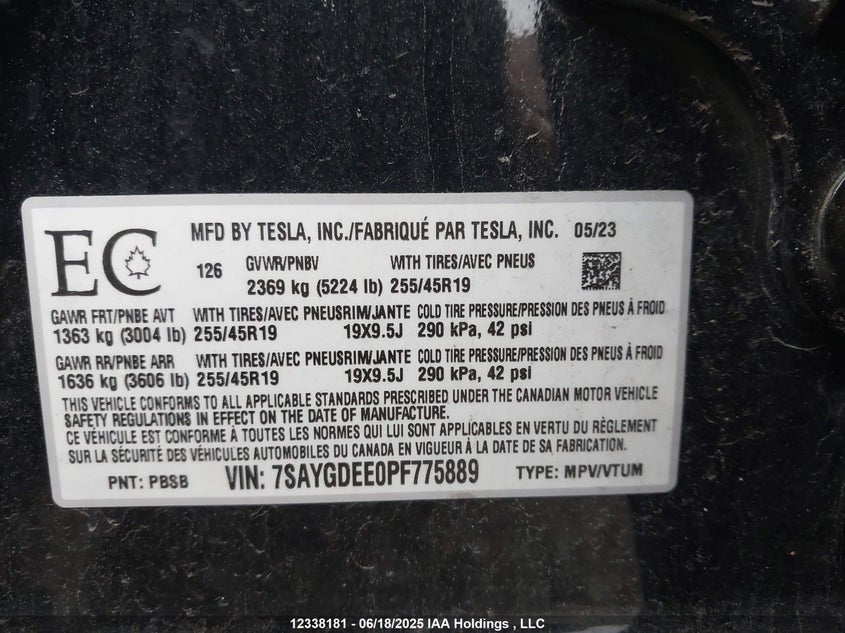 EC
MFD BY TESLA, INC./FABRIQUÉ PAR TESLA, INC. 05/23
126 GVWR/PNBV WITH TIRES/AVEC PNEUS
2369 kg (5224 lb) 255/45R19
GAWR FRT/PNBE AVT WITH TIRES/AVEC PNEUS RIM/JANTE COLD TIRE PRESSURE/PRESSION DES PNEUS À FROID
1363 kg (3004 lb) 255/45R19 19X9.5J 290 kPa, 42 psi
GAWR RR/PNBE ARR WITH TIRES/AVEC PNEUS RIM/JANTE COLD TIRE PRESSURE/PRESSION DES PNEUS À FROID
1636 kg (3606 lb) 255/45R19 19X9.5J 290 kPa, 42 psi
THIS VEHICLE CONFORMS TO ALL APPLICABLE STANDARDS PRESCRIBED UNDER THE CANADIAN MOTOR VEHICLE
SAFETY REGULATIONS IN EFFECT ON THE DATE OF MANUFACTURE.
CE VÉHICULE EST CONFORME À TOUTES LES NORMES QUI LUI SONT APPLICABLES EN VERTU DU RÈGLEMENT
SUR LA SÉCURITÉ DES VÉHICULES AUTOMOBILES DU CANADA EN VIGUEUR À LA DATE DE SA FABRICATION.
PNT: PBSB VIN: 7SAYGDEE0PF775889 TYPE: MPV/VTUM
12338181 - 06/18/2025 IAA Holdings , LLC